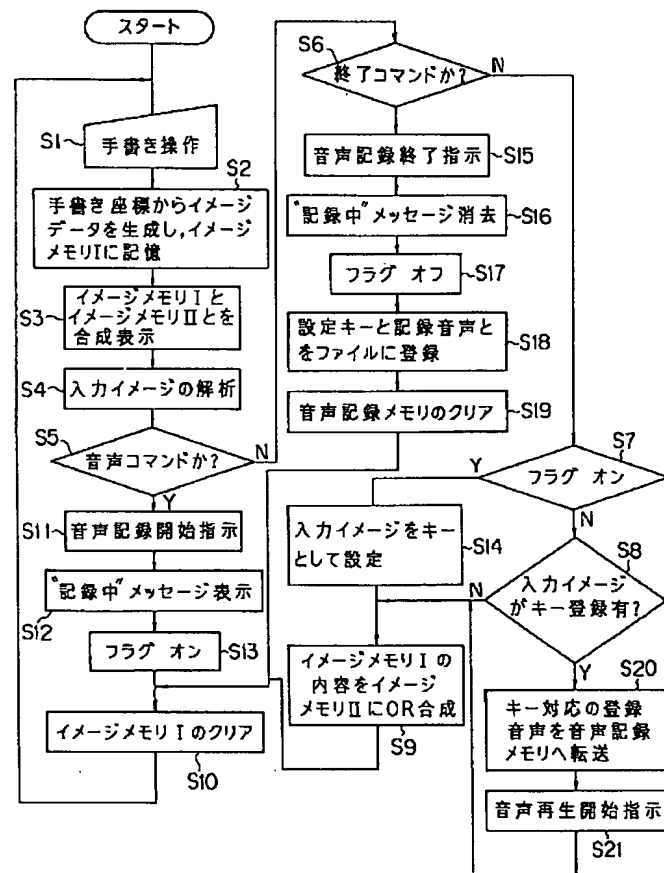 スタート
S1
手書き操作
S2
手書き座標からイメージ
データを生成し,イメージ
メモリIに記憶
S3
イメージメモリIと
イメージメモリIIとを
合成表示
S4
入力イメージの解析
S5
音声コマンドか?
N
Y
S11
音声記録開始指示
S12
"記録中"メッセージ表示
フラグ オン
S13
イメージメモリIのクリア
S10
S6
終了コマンドか?
N
音声記録終了指示
S15
"記録中"メッセージ消去
S16
フラグ オフ
S17
設定キーと記録音声と
をファイルに登録
S18
音声記録メモリのクリア
S19
S7
Y
フラグ オン
N
入力イメージをキー
として設定
S14
S8
N
入力イメージ
がキー登録有?
Y
イメージメモリIの
内容をイメージ
メモリIIにOR合成
S9
S20
キー対応の登録
音声を音声記録
メモリへ転送
音声再生開始指示
S21